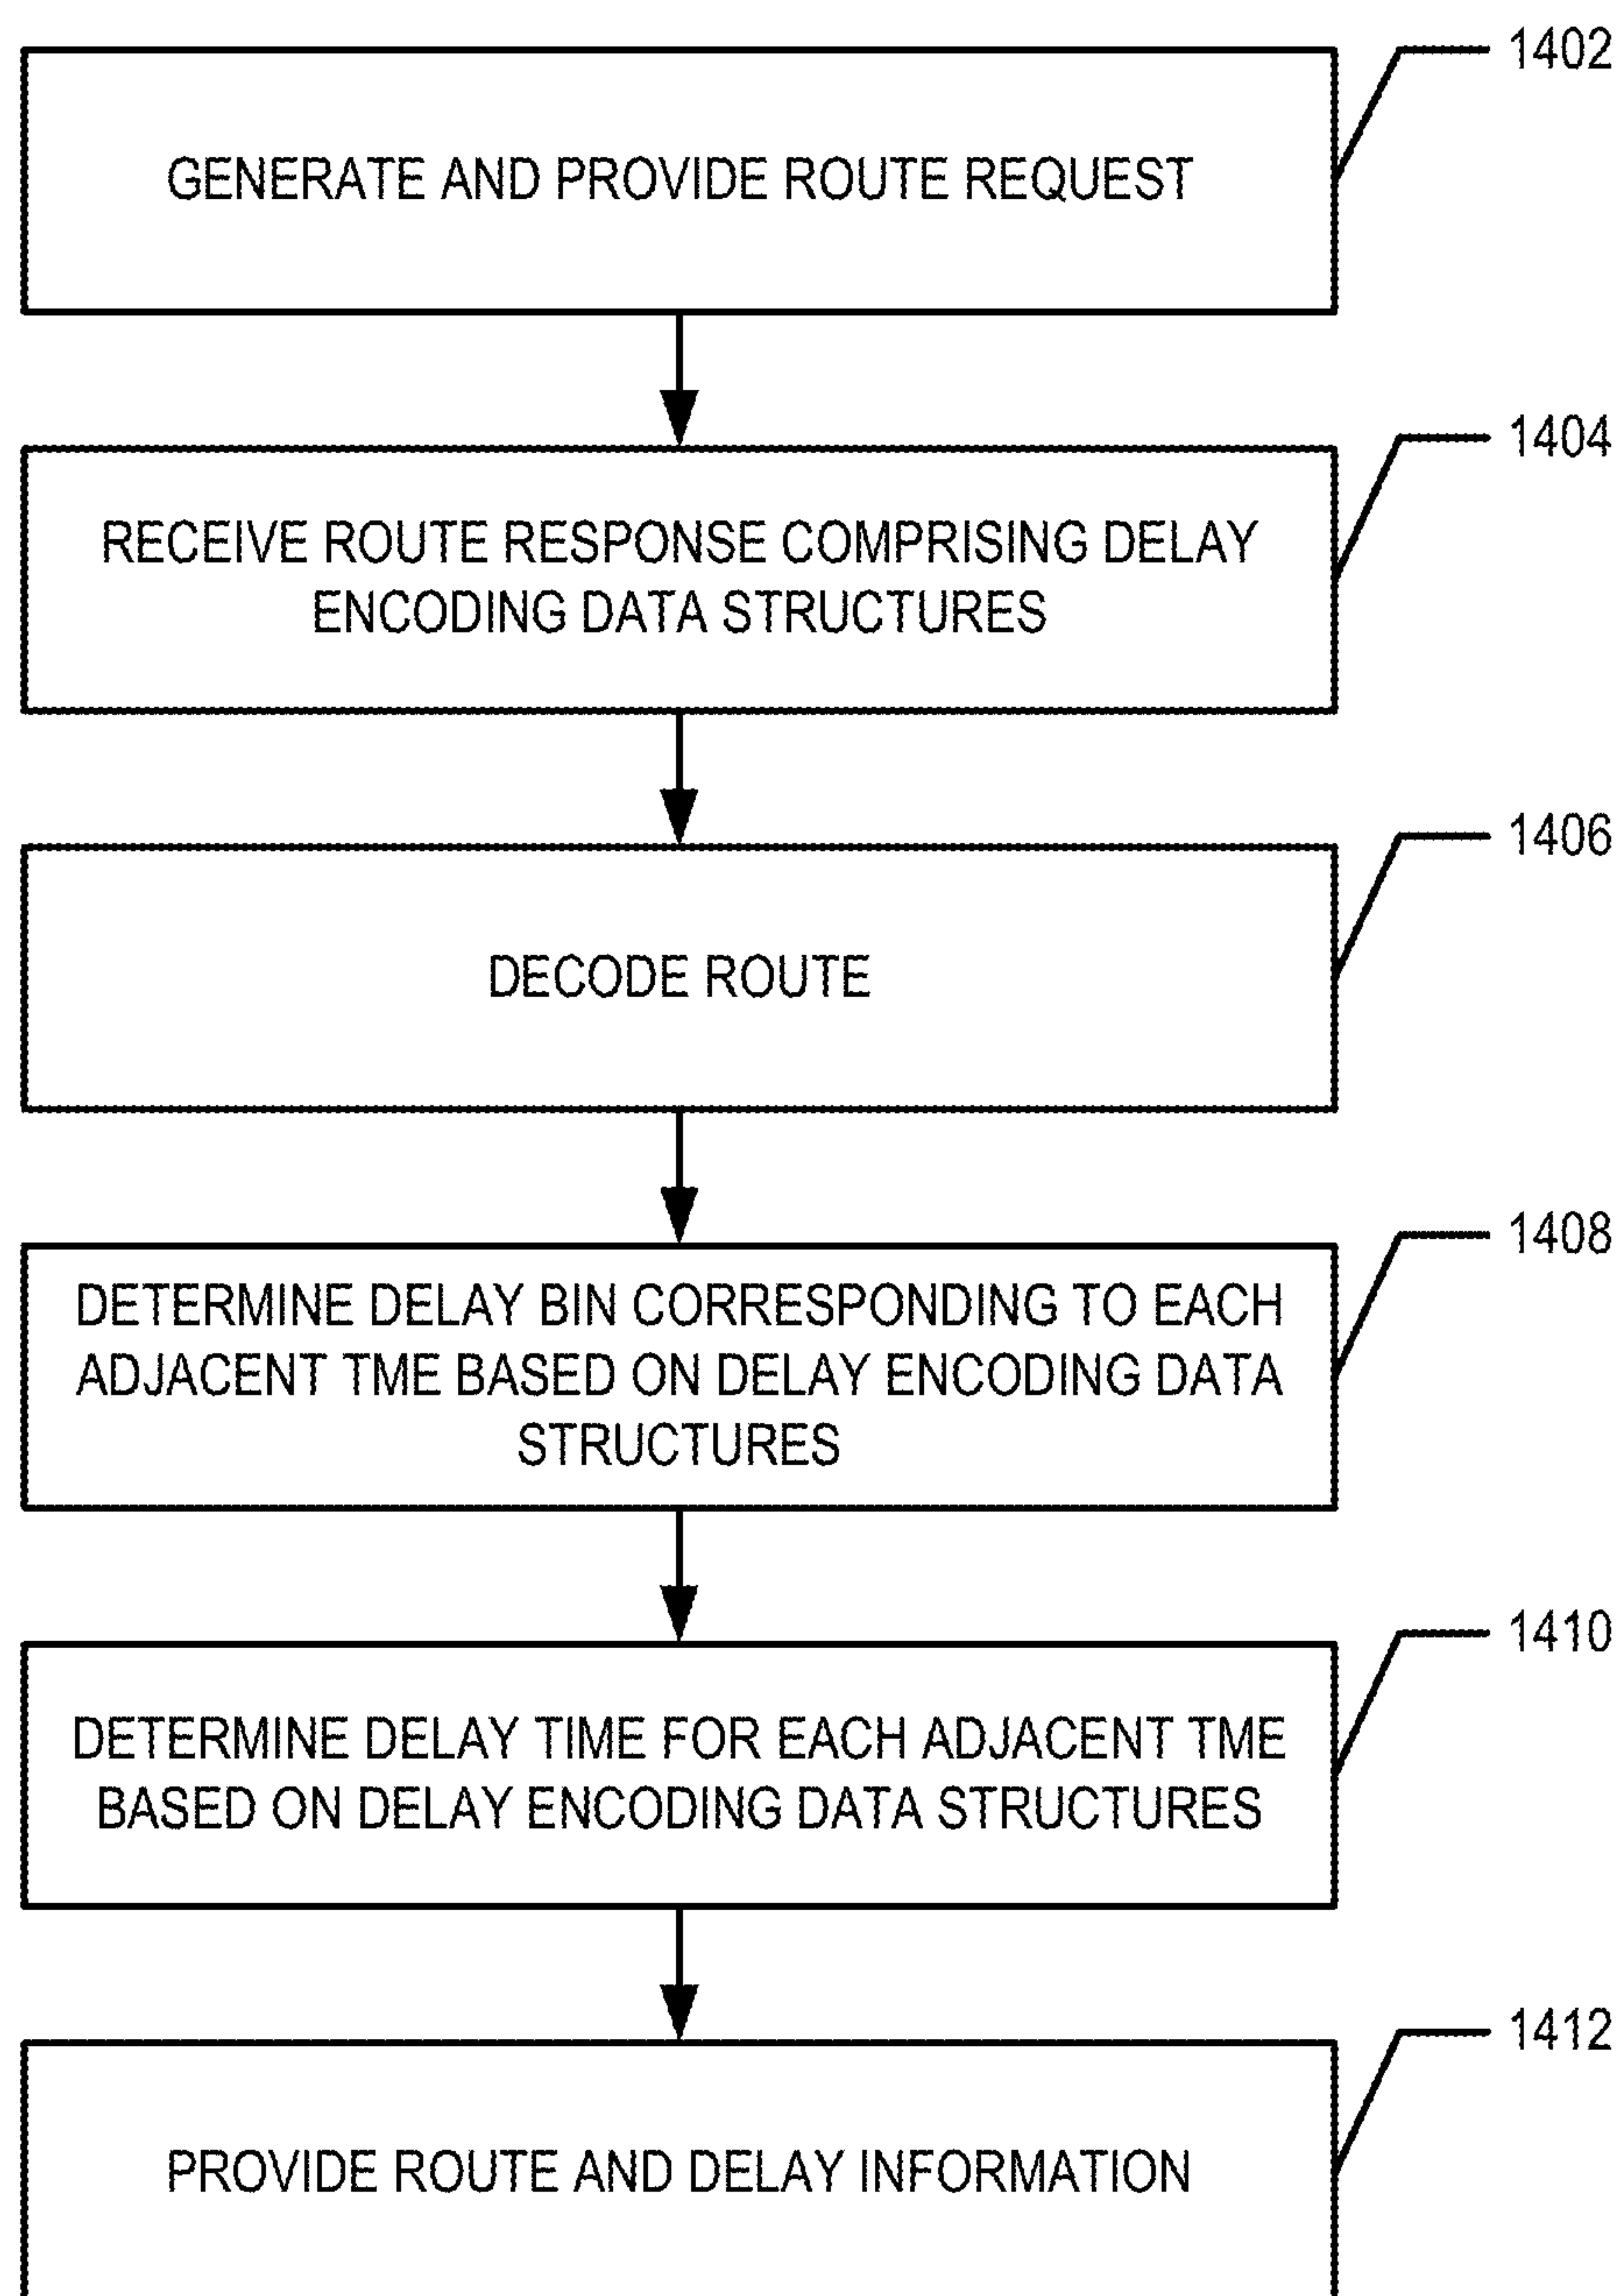 1402
GENERATE AND PROVIDE ROUTE REQUEST
1404
RECEIVE ROUTE RESPONSE COMPRISING DELAY
ENCODING DATA STRUCTURES
1406
DECODE ROUTE
1408
DETERMINE DELAY BIN CORRESPONDING TO EACH
ADJACENT TME BASED ON DELAY ENCODING DATA
STRUCTURES
1410
DETERMINE DELAY TIME FOR EACH ADJACENT TME
BASED ON DELAY ENCODING DATA STRUCTURES
1412
PROVIDE ROUTE AND DELAY INFORMATION